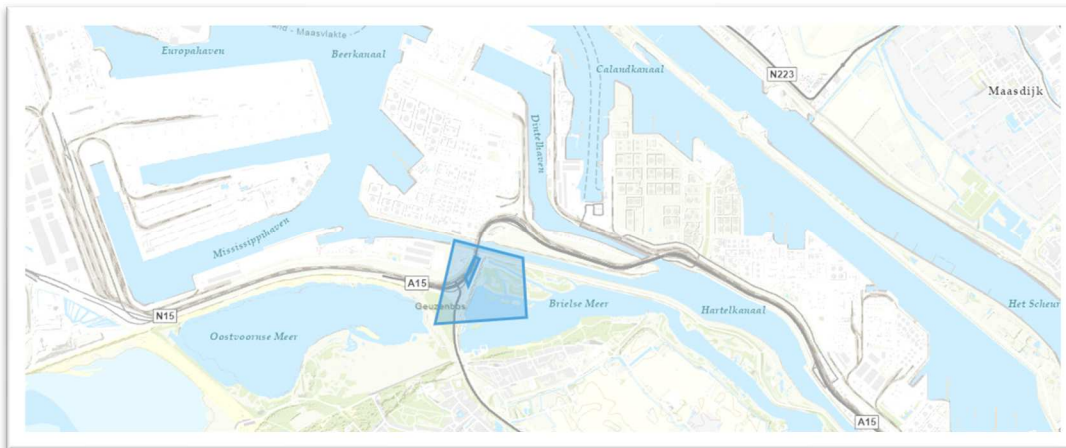 Europahaven
nd - Maasvlakte
Beerkanaal
Calandkanaal
N223
Maasdijk
Dintelhaven
Mississippihaven
A15
Geuzenbos
Brielse Meer
Hartelkanaal
Het Scheur
N15
Oostvoornse Meer
A15